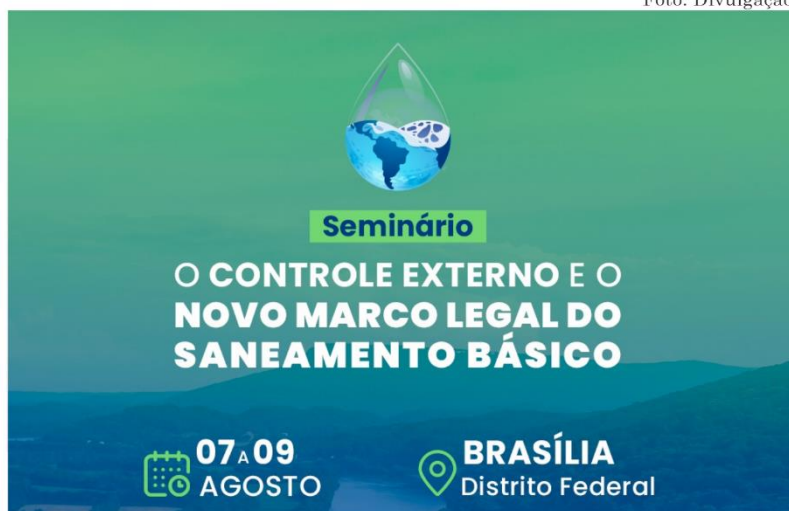 Foto: Divulgação
Seminário
O CONTROLE EXTERNO E O
NOVO MARCO LEGAL DO
SANEAMENTO BÁSICO
07 A 09
AGOSTO
BRASÍLIA
Distrito Federal